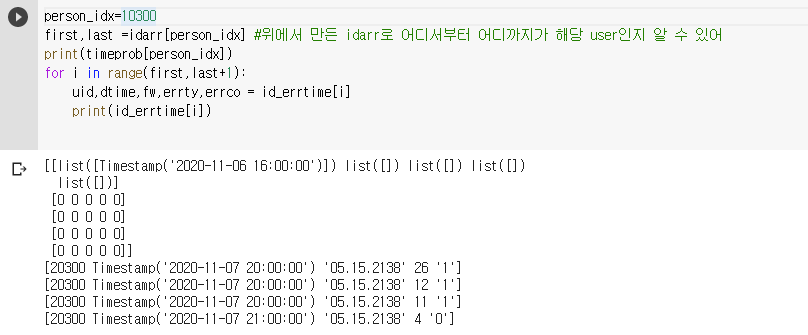 person_idx=10300
first,last =idarr[person_idx] #위에서 만든 idarr로 어디서부터 어디까지가 해당 user인지 알 수 있어
print(timeprob[person_idx])
for i in range(first,last+1):
    uid,dtime,fw,errty,errco = id_errtime[i]
    print(id_errtime[i])
[[list([Timestamp('2020-11-06 16:00:00')]) list([]) list([]) list([])
  list([])]
 [0 0 0 0 0]
 [0 0 0 0 0]
 [0 0 0 0 0]
 [0 0 0 0 0]]
[20300 Timestamp('2020-11-07 20:00:00') '05.15.2138' 26 '1']
[20300 Timestamp('2020-11-07 20:00:00') '05.15.2138' 12 '1']
[20300 Timestamp('2020-11-07 20:00:00') '05.15.2138' 11 '1']
[20300 Timestamp('2020-11-07 21:00:00') '05.15.2138' 4 '0']